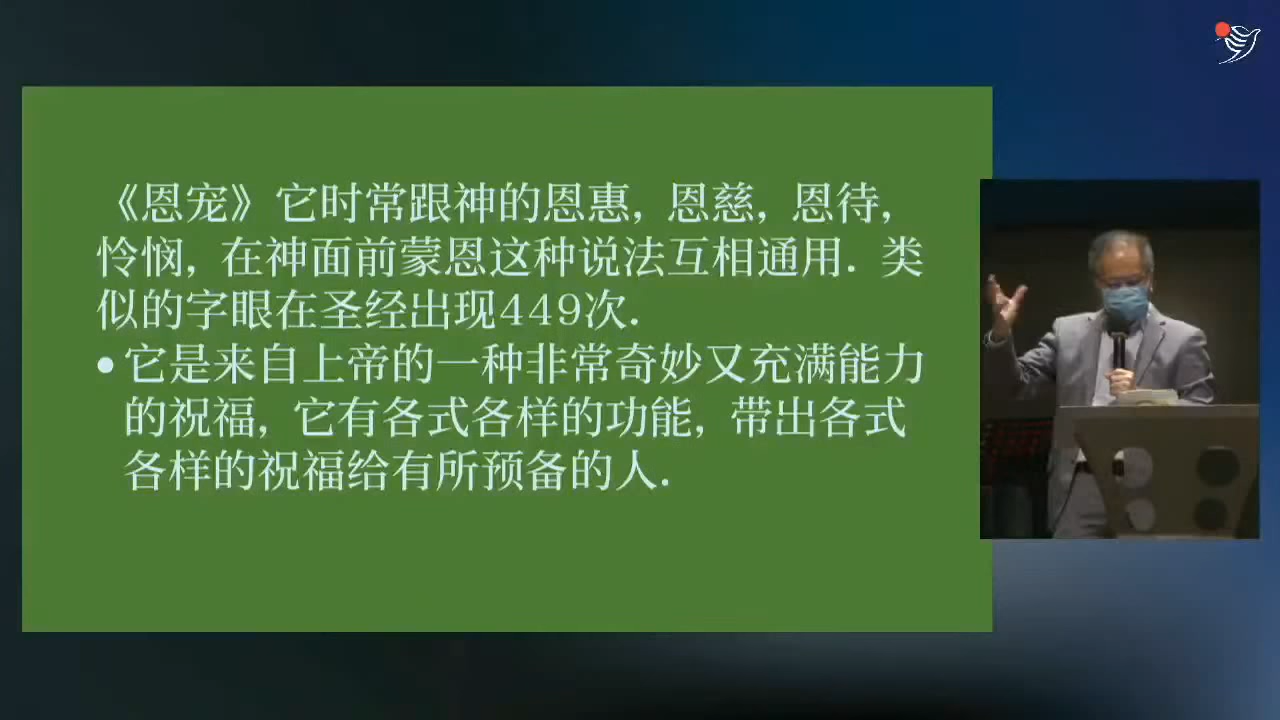 《恩宠》它时常跟神的恩惠, 恩慈, 恩待,
怜悯, 在神面前蒙恩这种说法互相通用. 类
似的字眼在圣经出现449次.
•它是来自上帝的一种非常奇妙又充满能力
的祝福, 它有各式各样的功能, 带出各式
各样的祝福给有所预备的人.